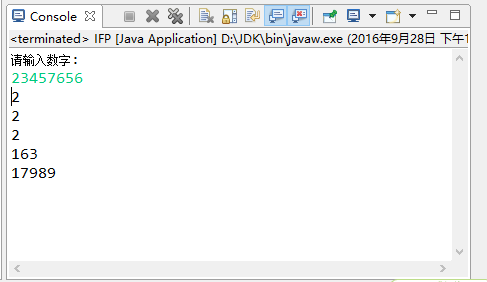 Console
<terminated> IFP [Java Application] D:\JDK\bin\javaw.exe (2016年9月28日 下午1
请输入数字:
23457656
2
2
2
163
17989